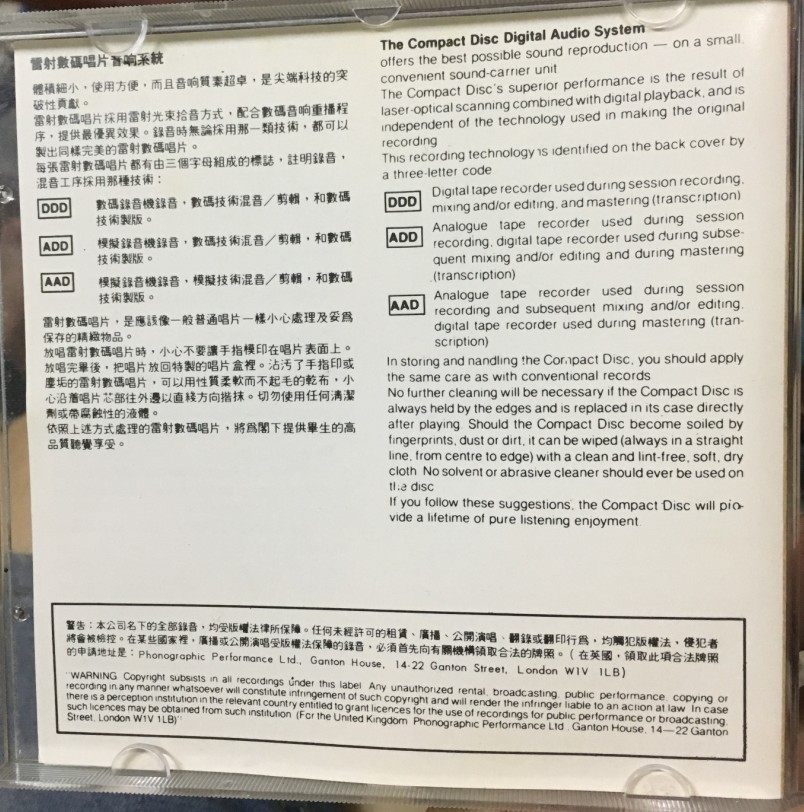 雷射數碼唱片音响系統
體積細小，使用方便，而且音响質素超卓，是尖端科技的突
破性貢獻。
雷射數碼唱片採用雷射光束拾音方式，配合數碼音响重播程
序，提供最優異效果。錄音時無論採用那一類技術，都可以
製出同樣完美的雷射數碼唱片。
每張雷射數碼唱片都有由三個字母組成的標誌，註明錄音，
混音工序採用那種技術：
DDD 數碼錄音機錄音，數碼技術混音／剪輯，和數碼
技術製版。
ADD 模擬錄音機錄音，數碼技術混音／剪輯，和數碼
技術製版。
AAD 模擬錄音機錄音，模擬技術混音／剪輯，和數碼
技術製版。
雷射數碼唱片，是應該像一般普通唱片一樣小心處理及妥爲
保存的精緻物品。
放唱雷射數碼唱片時，小心不要讓手指模印在唱片表面上。
放唱完畢後，把唱片放回特製的唱片盒裡。沾汚了手指印或
塵垢的雷射數碼唱片，可以用性質柔軟而不起毛的乾布，小
心沿着唱片芯部往外邊以直綫方向揩抹。切勿使用任何清潔
劑或帶腐蝕性的液體。
依照上述方式處理的雷射數碼唱片，將爲閣下提供畢生的高
品質聽覺享受。
The Compact Disc Digital Audio System
offers the best possible sound reproduction — on a small,
convenient sound-carrier unit
The Compact Disc's superior performance is the result of
laser-optical scanning combined with digital playback, and is
independent of the technology used in making the original
recording
This recording technology is identified on the back cover by
a three-letter code
DDD Digital tape recorder used during session recording,
mixing and/or editing, and mastering (transcription)
ADD Analogue tape recorder used during session
recording, digital tape recorder used during subse-
quent mixing and/or editing and during mastering
(transcription)
AAD Analogue tape recorder used during session
recording and subsequent mixing and/or editing,
digital tape recorder used during mastering (tran-
scription)
In storing and handling the Compact Disc, you should apply
the same care as with conventional records
No further cleaning will be necessary if the Compact Disc is
always held by the edges and is replaced in its case directly
after playing. Should the Compact Disc become soiled by
fingerprints, dust or dirt, it can be wiped (always in a straight
line, from centre to edge) with a clean and lint-free, soft, dry
cloth No solvent or abrasive cleaner should ever be used on
the disc
If you follow these suggestions, the Compact Disc will pro-
vide a lifetime of pure listening enjoyment
警告：本公司名下的全部錄音，均受版權法律所保障。任何未經許可的租賃、廣播、公開演唱、翻錄或翻印行爲，均觸犯版權法，侵犯者
將會被檢控。在某些國家裡，廣播或公開演唱受版權法保障的錄音，必須首先向有關機構領取合法的牌照。（在英國，領取此項合法牌照
的申請地址是：Phonographic Performance Ltd., Ganton House, 14-22 Ganton Street, London W1V 1LB）
"WARNING Copyright subsists in all recordings under this label Any unauthorized rental, broadcasting, public performance, copying or
recording in any manner whatsoever will constitute infringement of such copyright and will render the infringer liable to an action at law In case
there is a perception institution in the relevant country entitled to grant licences for the use of recordings for public performance or broadcasting,
such licences may be obtained from such institution (For the United Kingdom Phonographic Performance Ltd, Ganton House, 14—22 Ganton
Street, London W1V 1LB)"